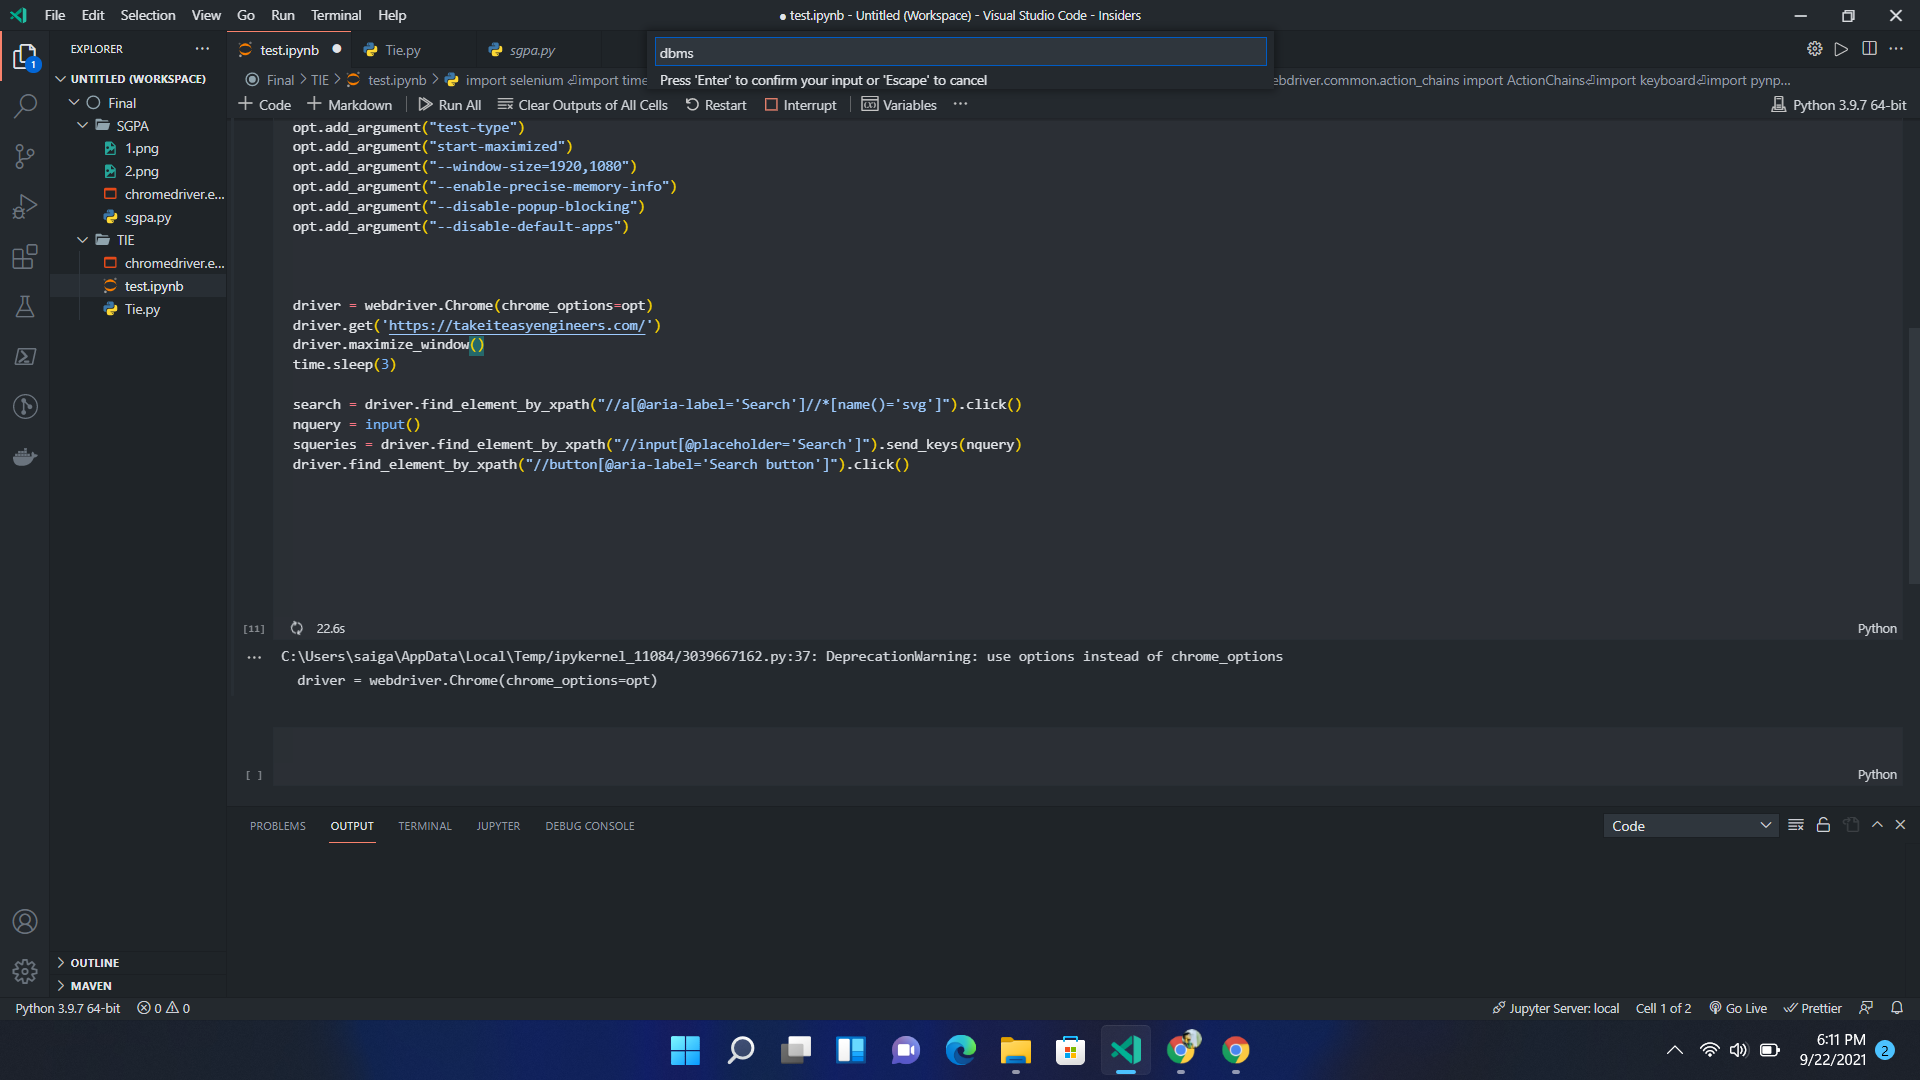 File Edit Selection View Go Run Terminal Help
● test.ipynb - Untitled (Workspace) - Visual Studio Code - Insiders
EXPLORER
test.ipynb
Tie.py
sgpa.py
dbms
Press 'Enter' to confirm your input or 'Escape' to cancel
1
UNTITLED (WORKSPACE)
Final
SGPA
1.png
2.png
chromedriver.e...
sgpa.py
TIE
chromedriver.e...
test.ipynb
Tie.py
Final > TIE > test.ipynb > import selenium ⏎import time
ebdriver.common.action_chains import ActionChains⏎import keyboard⏎import pynp...
Code Markdown Run All Clear Outputs of All Cells Restart Interrupt Variables ...
Python 3.9.7 64-bit
opt.add_argument("test-type")
opt.add_argument("start-maximized")
opt.add_argument("--window-size=1920,1080")
opt.add_argument("--enable-precise-memory-info")
opt.add_argument("--disable-popup-blocking")
opt.add_argument("--disable-default-apps")
driver = webdriver.Chrome(chrome_options=opt)
driver.get('https://takeiteasyengineers.com/')
driver.maximize_window()
time.sleep(3)
search = driver.find_element_by_xpath("//a[@aria-label='Search']//*[name()='svg']").click()
nquery = input()
squeries = driver.find_element_by_xpath("//input[@placeholder='Search']").send_keys(nquery)
driver.find_element_by_xpath("//button[@aria-label='Search button']").click()
[11]
22.6s
Python
... C:\Users\saiga\AppData\Local\Temp/ipykernel_11084/3039667162.py:37: DeprecationWarning: use options instead of chrome_options
driver = webdriver.Chrome(chrome_options=opt)
[ ]
Python
PROBLEMS OUTPUT TERMINAL JUPYTER DEBUG CONSOLE
Code
OUTLINE
MAVEN
Python 3.9.7 64-bit 0 0
Jupyter Server: local Cell 1 of 2 Go Live Prettier
6:11 PM
9/22/2021
2